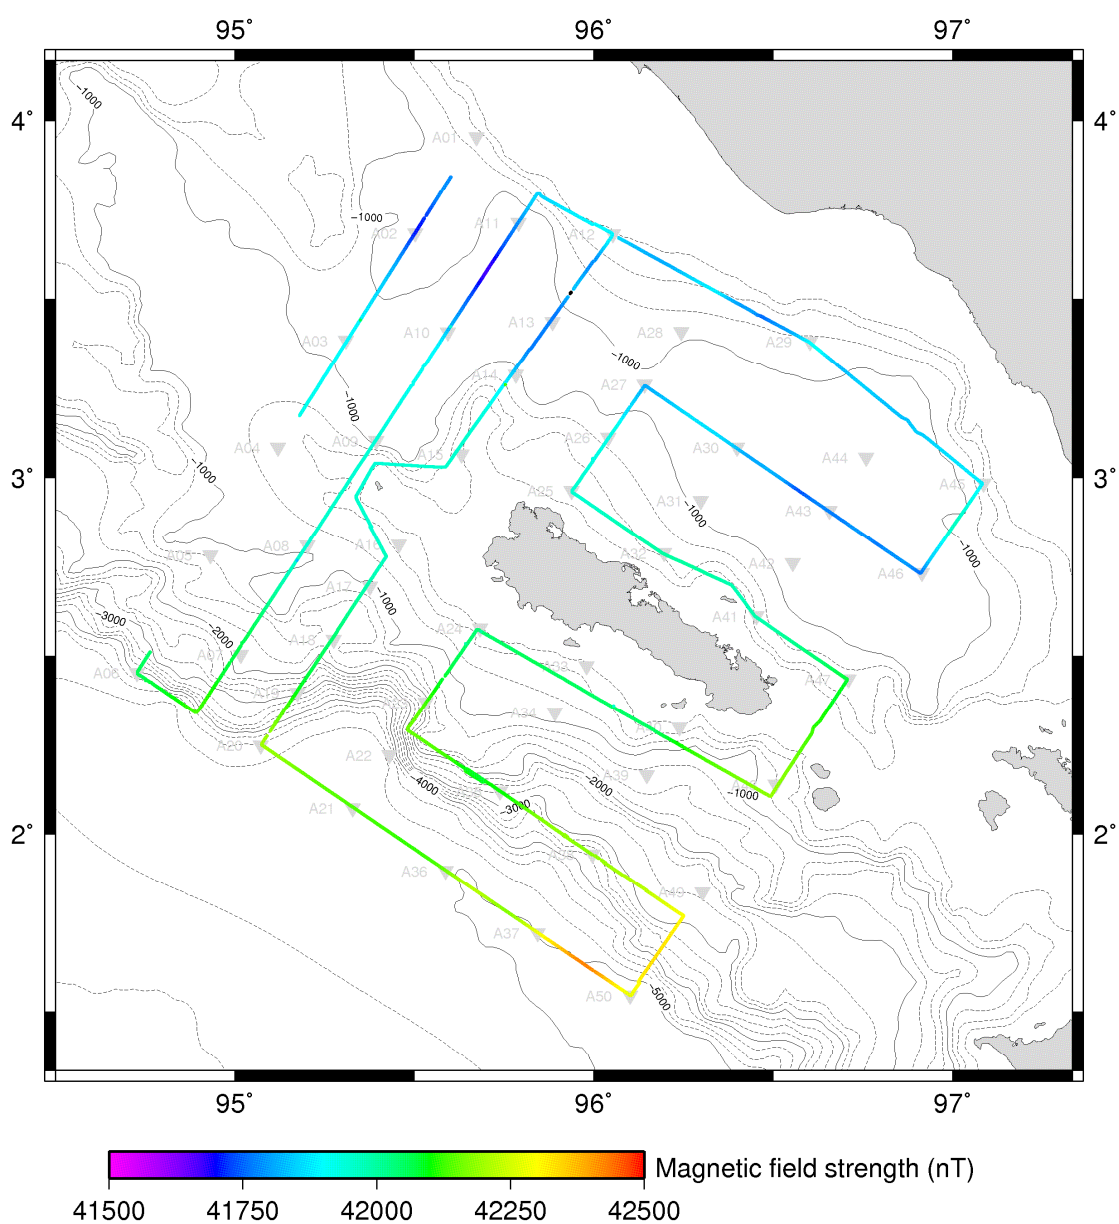 95° 96° 97°
4° 4°
3° 3°
2° 2°
95° 96° 97°
-1000
A01
-1000
A02
A11
A12
A03
A10
A13
A28
A29
-1000
A14
A27
-1000
A04
A09
A15
A26
A30
A44
A45
-1000
A25
A31
-1000
A43
A05
A08
A16
A32
A42
-1000
A46
A17
-1000
-3000
-2000
A18
A24
A41
A06
A07
A47
A19
A34
A20
A22
-4000
A39
-2000
-1000
A21
-3000
A36
A49
A37
A50
-5000
Magnetic field strength (nT)
41500 41750 42000 42250 42500